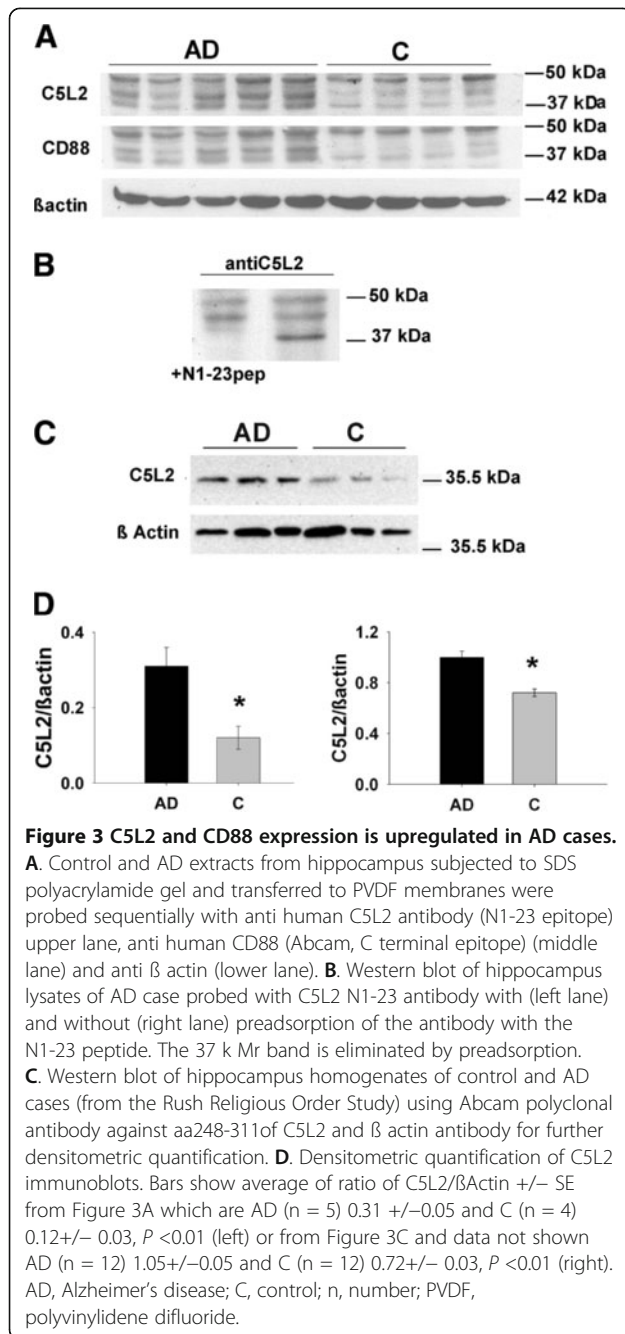 A
AD C
C5L2
50 kDa
37 kDa
CD88
50 kDa
37 kDa
ßactin
42 kDa
B
antiC5L2
50 kDa
37 kDa
+N1-23pep
C
AD C
C5L2
35.5 kDa
ß Actin
35.5 kDa
D
C5L2/ßactin
0.4
0.2
0.0
*
AD C
C5L2/ßactin
1.2
0.8
0.4
0.0
*
AD C
Figure 3 C5L2 and CD88 expression is upregulated in AD cases.
A. Control and AD extracts from hippocampus subjected to SDS
polyacrylamide gel and transferred to PVDF membranes were
probed sequentially with anti human C5L2 antibody (N1-23 epitope)
upper lane, anti human CD88 (Abcam, C terminal epitope) (middle
lane) and anti ß actin (lower lane). B. Western blot of hippocampus
lysates of AD case probed with C5L2 N1-23 antibody with (left lane)
and without (right lane) preadsorption of the antibody with the
N1-23 peptide. The 37 k Mr band is eliminated by preadsorption.
C. Western blot of hippocampus homogenates of control and AD
cases (from the Rush Religious Order Study) using Abcam polyclonal
antibody against aa248-311of C5L2 and ß actin antibody for further
densitometric quantification. D. Densitometric quantification of C5L2
immunoblots. Bars show average of ratio of C5L2/ßActin +/− SE
from Figure 3A which are AD (n = 5) 0.31 +/−0.05 and C (n = 4)
0.12+/− 0.03, P <0.01 (left) or from Figure 3C and data not shown
AD (n = 12) 1.05+/−0.05 and C (n = 12) 0.72+/− 0.03, P <0.01 (right).
AD, Alzheimer's disease; C, control; n, number; PVDF,
polyvinylidene difluoride.